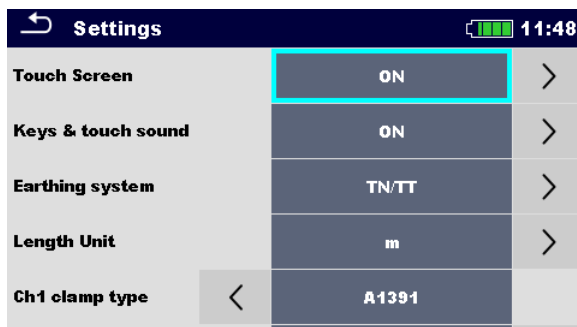 Settings 11:48
Touch Screen ON
Keys & touch sound ON
Earthing system TN/TT
Length Unit m
Ch1 clamp type A1391